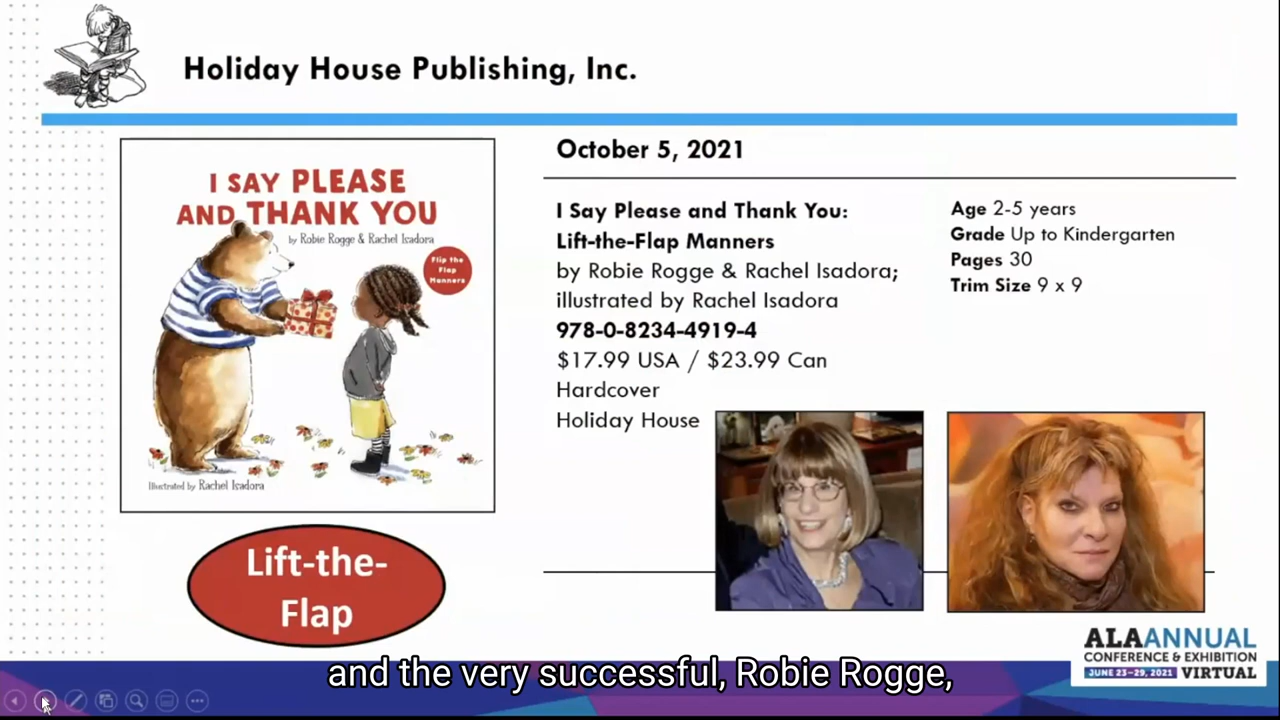 Holiday House Publishing, Inc.
I SAY PLEASE
AND THANK YOU
by Robie Rogge & Rachel Isadora
Flip the
Flap
Manners
Illustrated by Rachel Isadora
Lift-the-
Flap
October 5, 2021
I Say Please and Thank You:
Lift-the-Flap Manners
by Robie Rogge & Rachel Isadora;
illustrated by Rachel Isadora
978-0-8234-4919-4
$17.99 USA / $23.99 Can
Hardcover
Holiday House
Age 2-5 years
Grade Up to Kindergarten
Pages 30
Trim Size 9 x 9
ALAANNUAL
CONFERENCE & EXHIBITION
JUNE 23–29, 2021 VIRTUAL
and the very successful, Robie Rogge,